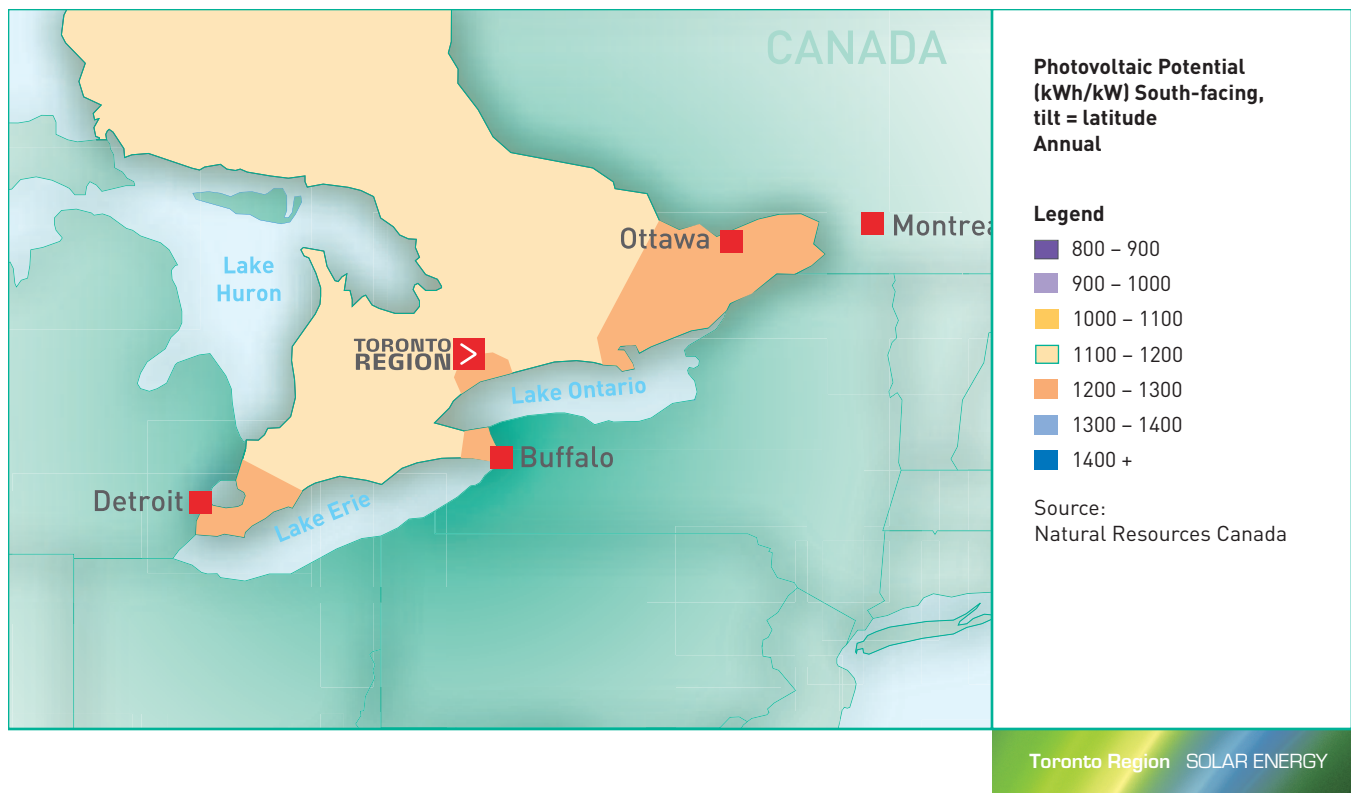 CANADA
Ottawa
Montrea
Lake
Huron
TORONTO
REGION
Lake Ontario
Buffalo
Detroit
Lake Erie
Photovoltaic Potential
(kWh/kW) South-facing,
tilt = latitude
Annual
Legend
800 – 900
900 – 1000
1000 – 1100
1100 – 1200
1200 – 1300
1300 – 1400
1400 +
Source:
Natural Resources Canada
Toronto Region SOLAR ENERGY